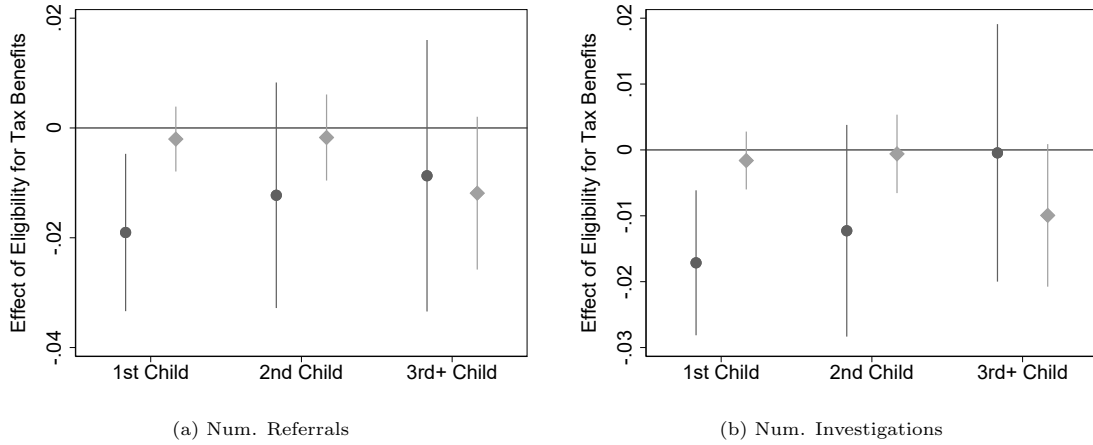 Effect of Eligibility for Tax Benefits
.02
0
-.02
-.04
1st Child 2nd Child 3rd+ Child
(a) Num. Referrals
Effect of Eligibility for Tax Benefits
.02
.01
0
-.01
-.02
-.03
1st Child 2nd Child 3rd+ Child
(b) Num. Investigations